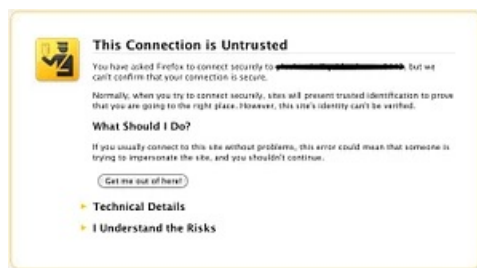 This Connection is Untrusted
You have asked Firefox to connect securely to , but we
can't confirm that your connection is secure.
Normally, when you try to connect securely, sites will present trusted identification to prove
that you are going to the right place. However, this site's identity can't be verified.
What Should I Do?
If you usually connect to this site without problems, this error could mean that someone is
trying to impersonate the site, and you shouldn't continue.
Get me out of here!
Technical Details
I Understand the Risks